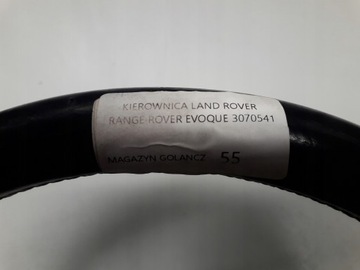 KIEROWNICA LAND ROVER
RANGE ROVER EVOQUE 3070541
MAGAZYN GOLANCZ 55